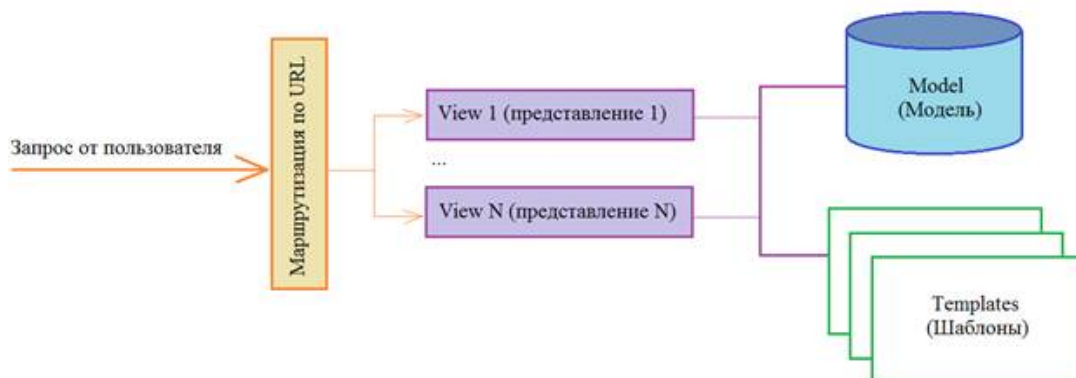 Запрос от пользователя
Маршрутизация по URL
View 1 (представление 1)
...
View N (представление N)
Model
(Модель)
Templates
(Шаблоны)